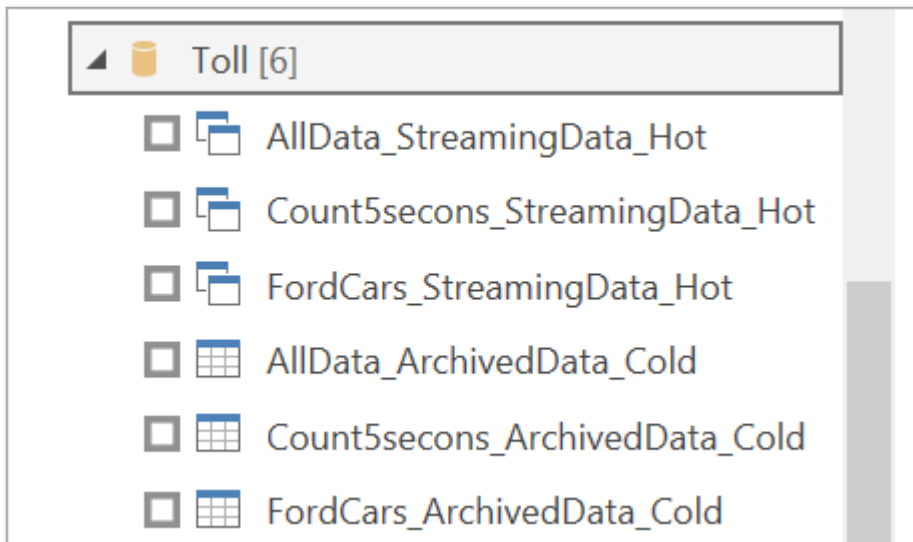 Toll [6]
AllData_StreamingData_Hot
Count5secons_StreamingData_Hot
FordCars_StreamingData_Hot
AllData_ArchivedData_Cold
Count5secons_ArchivedData_Cold
FordCars_ArchivedData_Cold